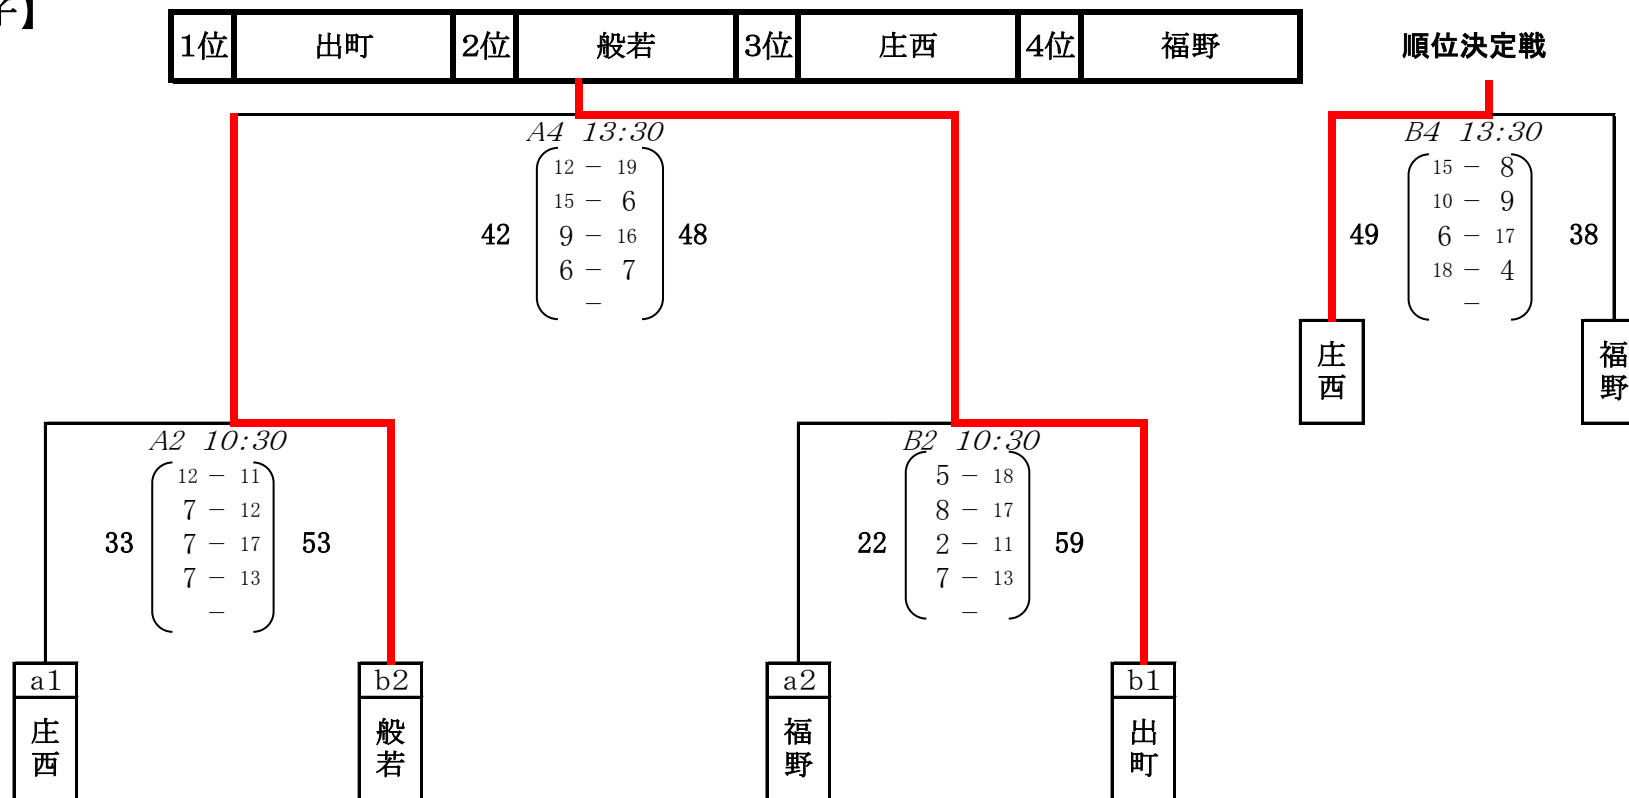 子】
1位 出町 2位 般若 3位 庄西 4位 福野
順位決定戦
A4 13:30
12 － 19
15 － 6
42 9 － 16 48
6 － 7
－
B4 13:30
15 － 8
10 － 9
49 6 － 17 38
18 － 4
－
庄西
福野
A2 10:30
12 － 11
7 － 12
33 7 － 17 53
7 － 13
－
B2 10:30
5 － 18
8 － 17
22 2 － 11 59
7 － 13
－
a1
庄西
b2
般若
a2
福野
b1
出町